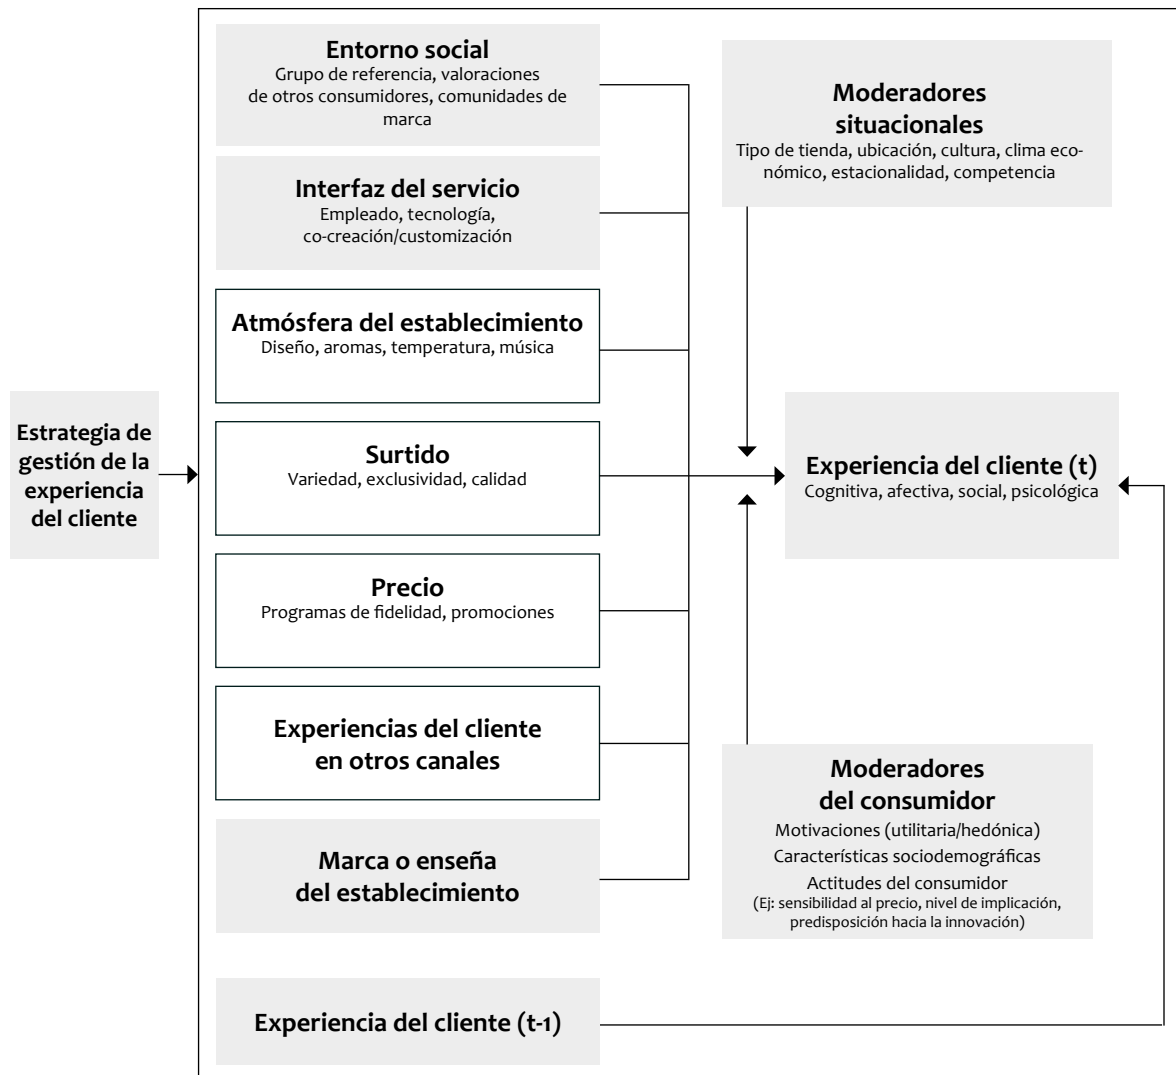 Entorno social
Grupo de referencia, valoraciones
de otros consumidores, comunidades de
marca
Interfaz del servicio
Empleado, tecnología,
co-creación/customización
Atmósfera del establecimiento
Diseño, aromas, temperatura, música
Surtido
Variedad, exclusividad, calidad
Precio
Programas de fidelidad, promociones
Experiencias del cliente
en otros canales
Marca o enseña
del establecimiento
Experiencia del cliente (t-1)
Estrategia de
gestión de la
experiencia
del cliente
Moderadores
situacionales
Tipo de tienda, ubicación, cultura, clima eco-
nómico, estacionalidad, competencia
Experiencia del cliente (t)
Cognitiva, afectiva, social, psicológica
Moderadores
del consumidor
Motivaciones (utilitaria/hedónica)
Características sociodemográficas
Actitudes del consumidor
(Ej: sensibilidad al precio, nivel de implicación,
predisposición hacia la innovación)